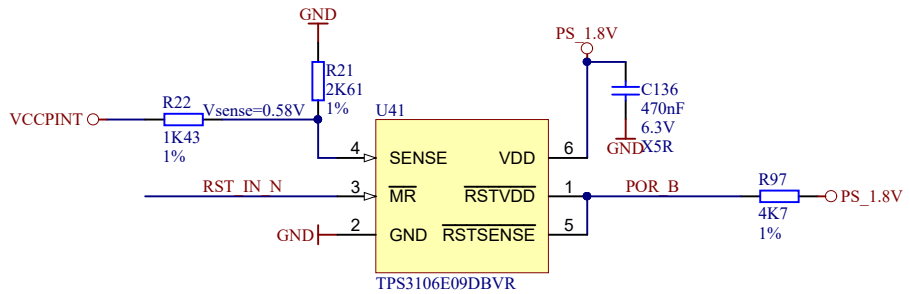 GND
PS_1.8V
R21
2K61
1%
C136
470nF
6.3V
X5R
GND
R22
Vsense=0.58V
U41
VCCPINT
1K43
1%
4
SENSE
VDD
6
RST_IN_N
3
MR
RSTVDD
1
POR_B
R97
PS_1.8V
4K7
1%
GND
2
GND
RSTSENSE
5
TPS3106E09DBVR